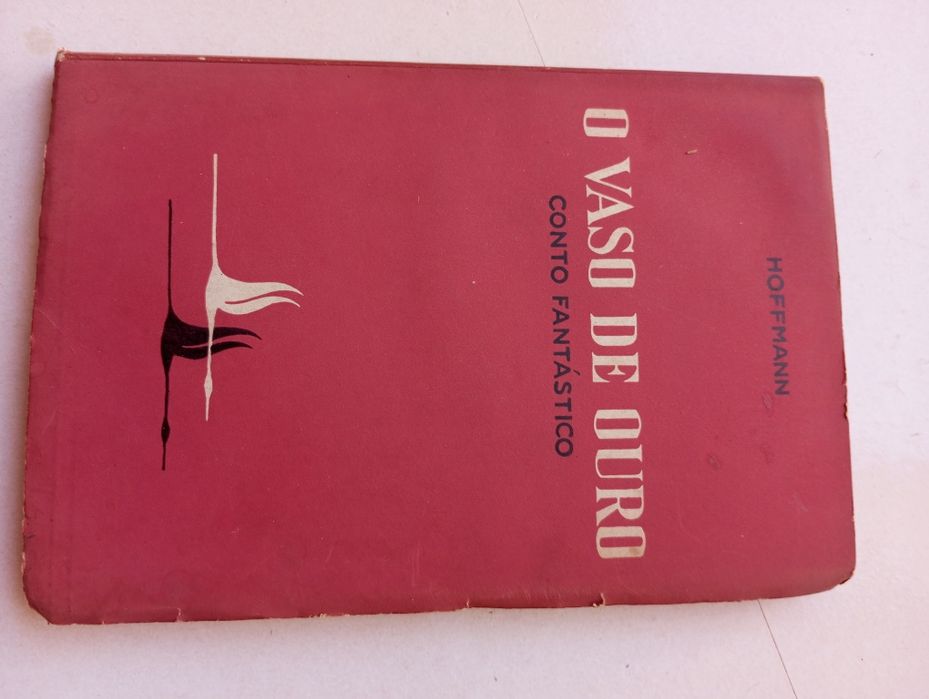 HOFFMANN
O VASO DE OURO
CONTO FANTÁSTICO